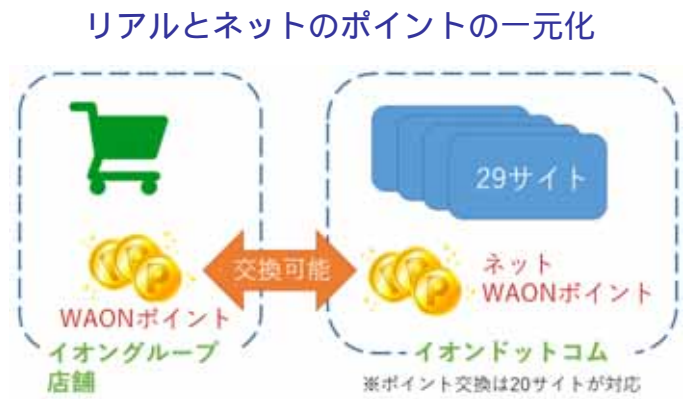 リアルとネットのポイントの一元化
29サイト
交換可能
WAONポイント
ネット
WAONポイント
イオングループ
店舗
イオンドットコム
※ポイント交換は20サイトが対応